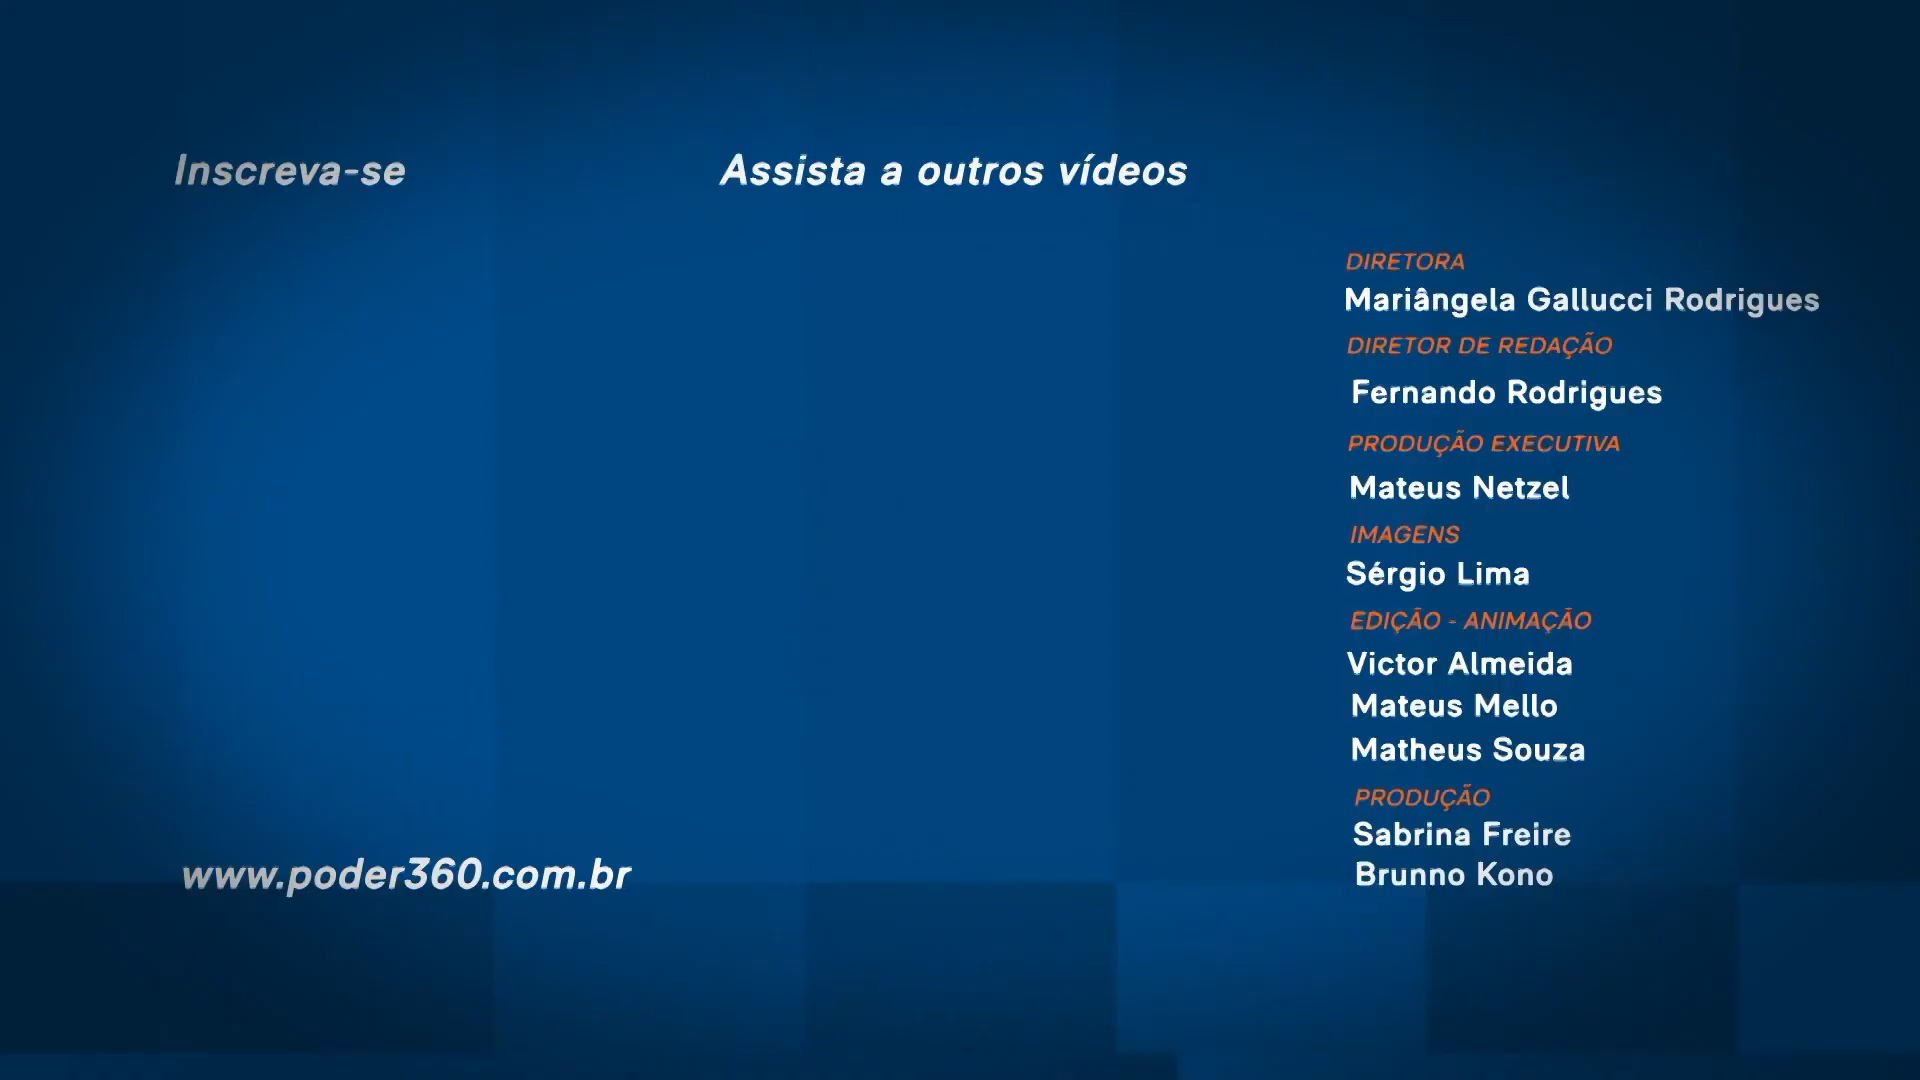 Inscreva-se
Assista a outros vídeos
DIRETORA
Mariângela Gallucci Rodrigues
DIRETOR DE REDAÇÃO
Fernando Rodrigues
PRODUÇÃO EXECUTIVA
Mateus Netzel
IMAGENS
Sérgio Lima
EDIÇÃO - ANIMAÇÃO
Victor Almeida
Mateus Mello
Matheus Souza
PRODUÇÃO
Sabrina Freire
Brunno Kono
www.poder360.com.br